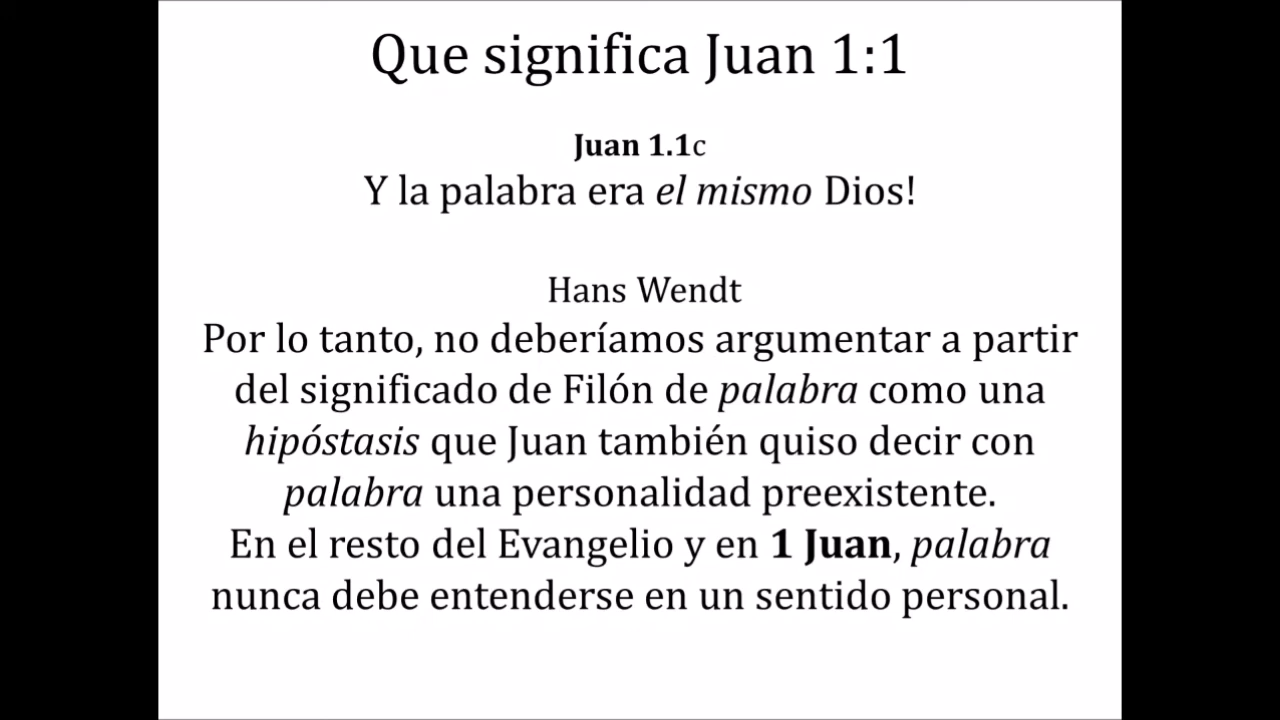 Que significa Juan 1:1
Juan 1.1c
Y la palabra era el mismo Dios!
Hans Wendt
Por lo tanto, no deberíamos argumentar a partir
del significado de Filón de palabra como una
hipóstasis que Juan también quiso decir con
palabra una personalidad preexistente.
En el resto del Evangelio y en 1 Juan, palabra
nunca debe entenderse en un sentido personal.